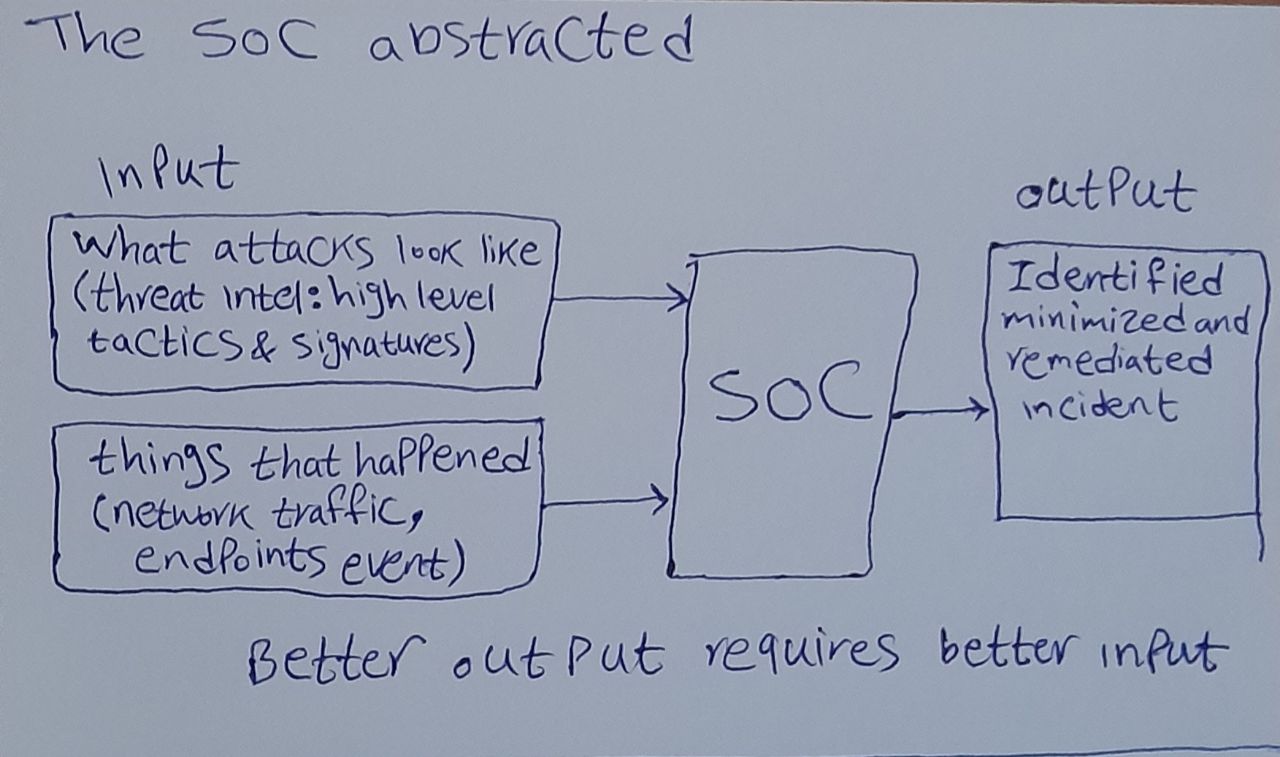 The SOC abstracted
Input
What attacks look like
(threat intel: high level
tactics & signatures)
things that happened
(network traffic,
endpoints event)
SOC
output
Identified
minimized and
remediated
incident
Better output requires better input